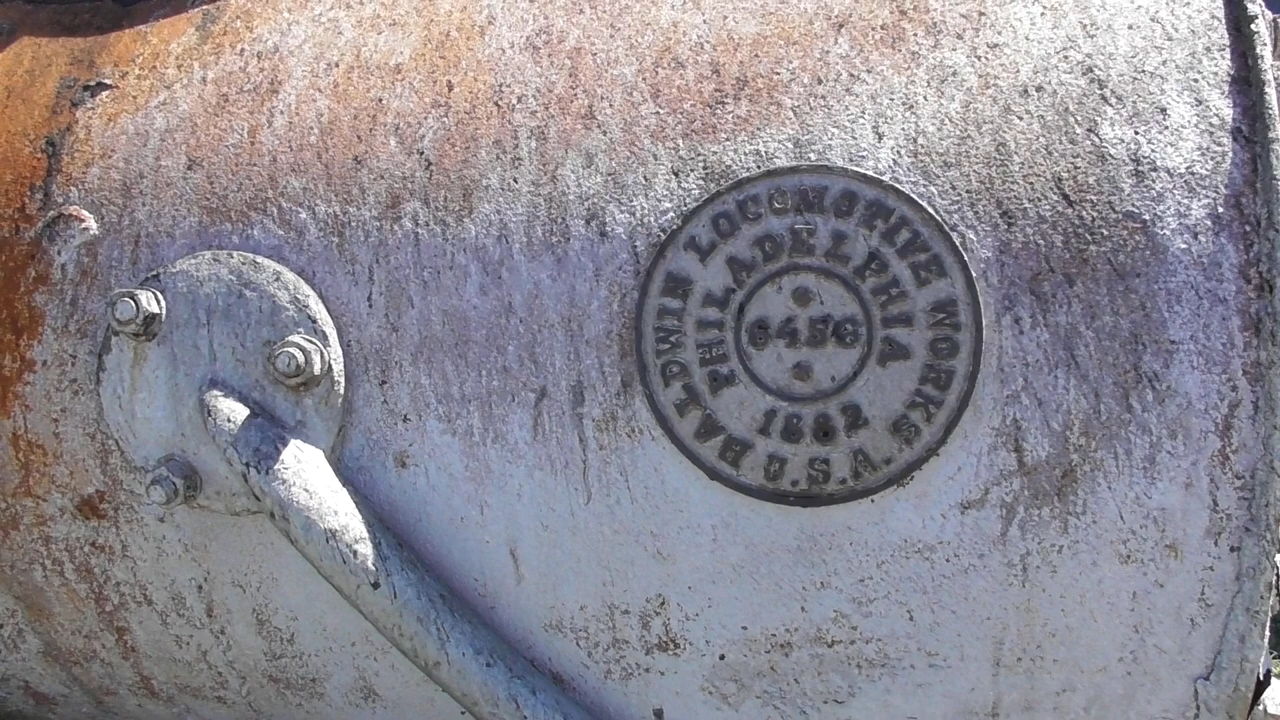 BALDWIN LOCOMOTIVE WORKS
PHILADELPHIA
6456
1882
U.S.A.